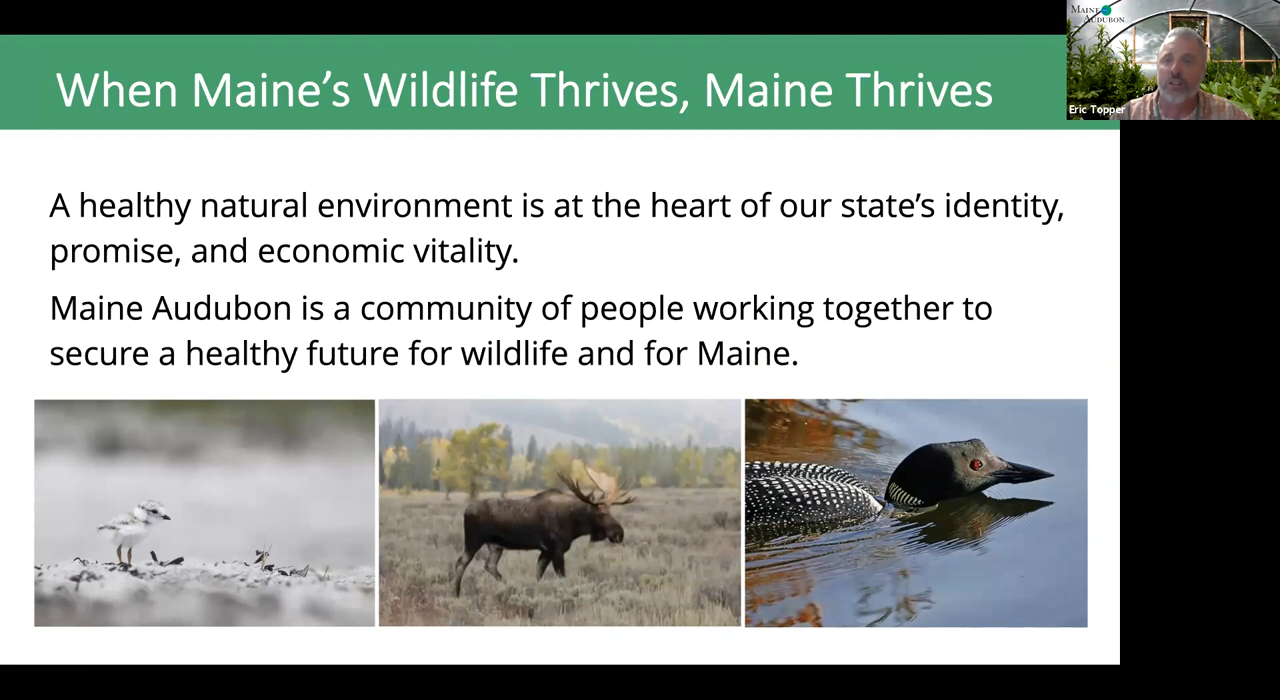 When Maine’s Wildlife Thrives, Maine Thrives
MAINE
AUDUBON
Eric Topper
A healthy natural environment is at the heart of our state’s identity,
promise, and economic vitality.
Maine Audubon is a community of people working together to
secure a healthy future for wildlife and for Maine.